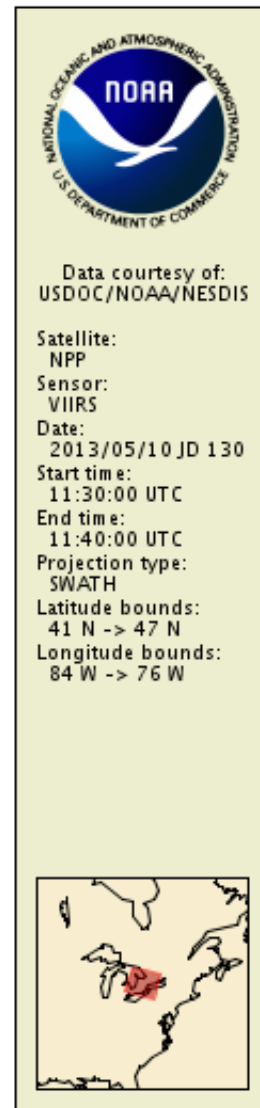 NATIONAL OCEANIC AND ATMOSPHERIC ADMINISTRATION
NOAA
U.S. DEPARTMENT OF COMMERCE
Data courtesy of:
USDOC/NOAA/NESDIS
Satellite:
NPP
Sensor:
VIIRS
Date:
2013/05/10 JD 130
Start time:
11:30:00 UTC
End time:
11:40:00 UTC
Projection type:
SWATH
Latitude bounds:
41 N -> 47 N
Longitude bounds:
84 W -> 76 W